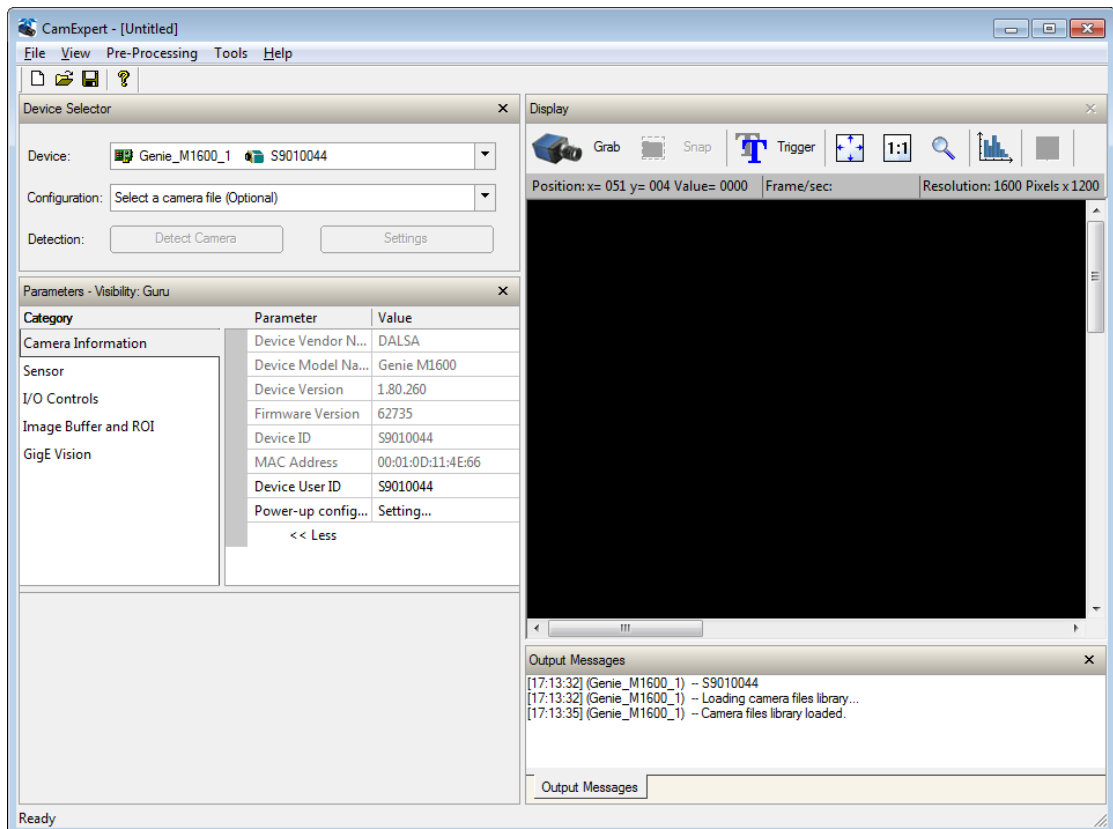 CamExpert - [Untitled]
File View Pre-Processing Tools Help
Device Selector
Device: Genie_M1600_1 S9010044
Configuration: Select a camera file (Optional)
Detection: Detect Camera Settings
Parameters - Visibility: Guru
Category Parameter Value
Camera Information
Sensor
I/O Controls
Image Buffer and ROI
GigE Vision
Device Vendor N... DALSA
Device Model Na... Genie M1600
Device Version 1.80.260
Firmware Version 62735
Device ID S9010044
MAC Address 00:01:0D:11:4E:66
Device User ID S9010044
Power-up config... Setting...
<< Less
Display
Grab Snap Trigger 1:1
Position: x= 051 y= 004 Value= 0000 Frame/sec: Resolution: 1600 Pixels x 1200
Output Messages
[17:13:32] (Genie_M1600_1) -- S9010044
[17:13:32] (Genie_M1600_1) -- Loading camera files library...
[17:13:35] (Genie_M1600_1) -- Camera files library loaded.
Output Messages
Ready